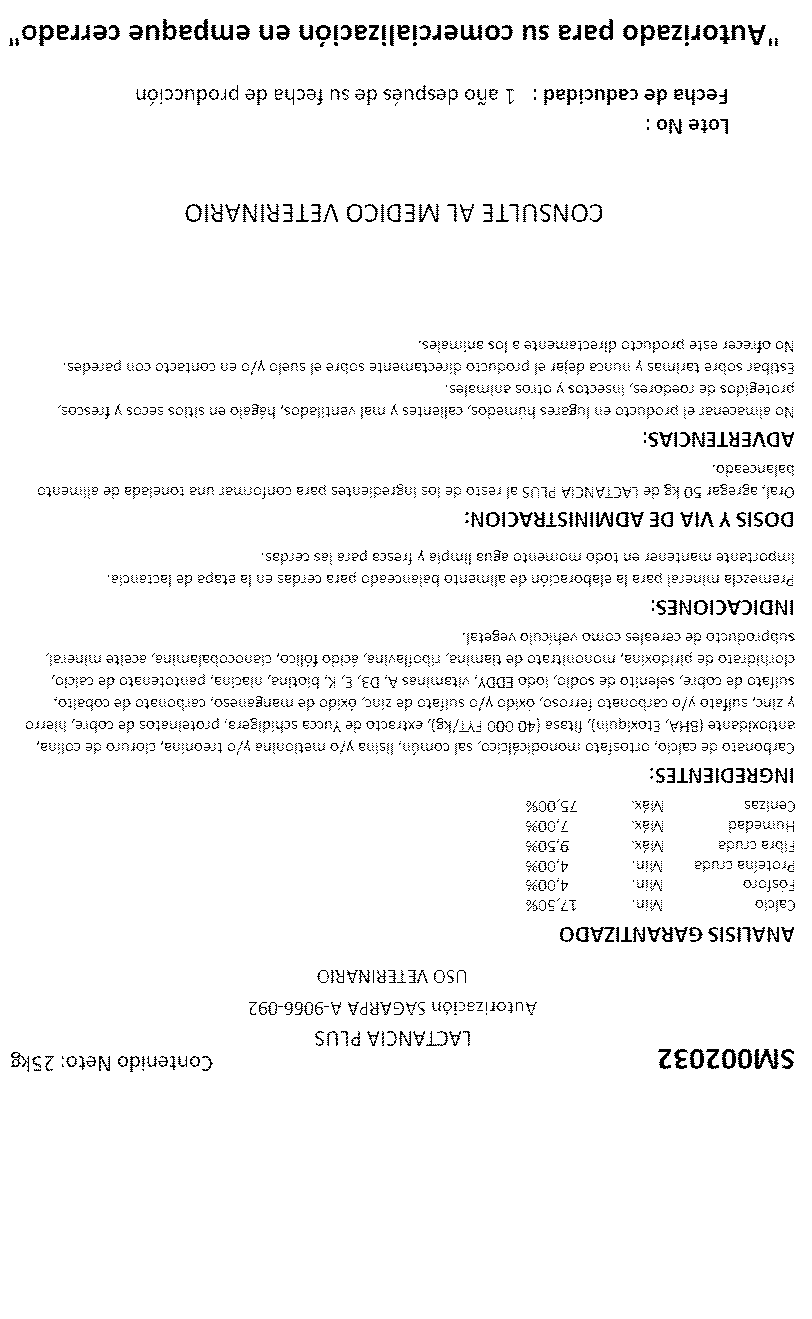 SM002032
Contenido Neto: 25kg
LACTANCIA PLUS
Autorización SAGARPA A-9066-092
USO VETERINARIO
ANALISIS GARANTIZADO
Calcio Min. 17,50%
Fósforo Min. 4,00%
Proteína cruda Min. 4,00%
Fibra cruda Máx. 9,50%
Humedad Máx. 7,00%
Cenizas Máx. 75,00%
INGREDIENTES:
Carbonato de calcio, ortosfato monodicálcico, sal común, lisina y/o metionina y/o treonina, cloruro de colina,
antioxidante (BHA, Etoxiquin), fitasa (40 000 FYT/kg), extracto de Yucca schidigera, proteinatos de cobre, hierro
y zinc, sulfato y/o carbonato ferroso, óxido y/o sulfato de zinc, óxido de manganeso, carbonato de cobalto,
sulfato de cobre, selenito de sodio, iodo EDDY, vitaminas A, D3, E, K, biotina, niacina, pantotenato de calcio,
clorhidrato de piridoxina, mononitrato de tiamina, riboflavina, ácido fólico, cianocobalamina, aceite mineral,
subproducto de cereales como vehículo vegetal.
INDICACIONES:
Premezcla mineral para la elaboración de alimento balanceado para cerdas en la etapa de lactancia.
Importante mantener en todo momento agua limpia y fresca para las cerdas.
DOSIS Y VIA DE ADMINISTRACION:
Oral, agregar 50 kg de LACTANCIA PLUS al resto de los ingredientes para conformar una tonelada de alimento
balanceado.
ADVERTENCIAS:
No almacenar el producto en lugares húmedos, calientes y mal ventilados, hágalo en sitios secos y frescos,
protegidos de roedores, insectos y otros animales.
Estibar sobre tarimas y nunca dejar el producto directamente sobre el suelo y/o en contacto con paredes.
No ofrecer este producto directamente a los animales.
CONSULTE AL MEDICO VETERINARIO
Lote No :
Fecha de caducidad : 1 año después de su fecha de producción
"Autorizado para su comercialización en empaque cerrado"